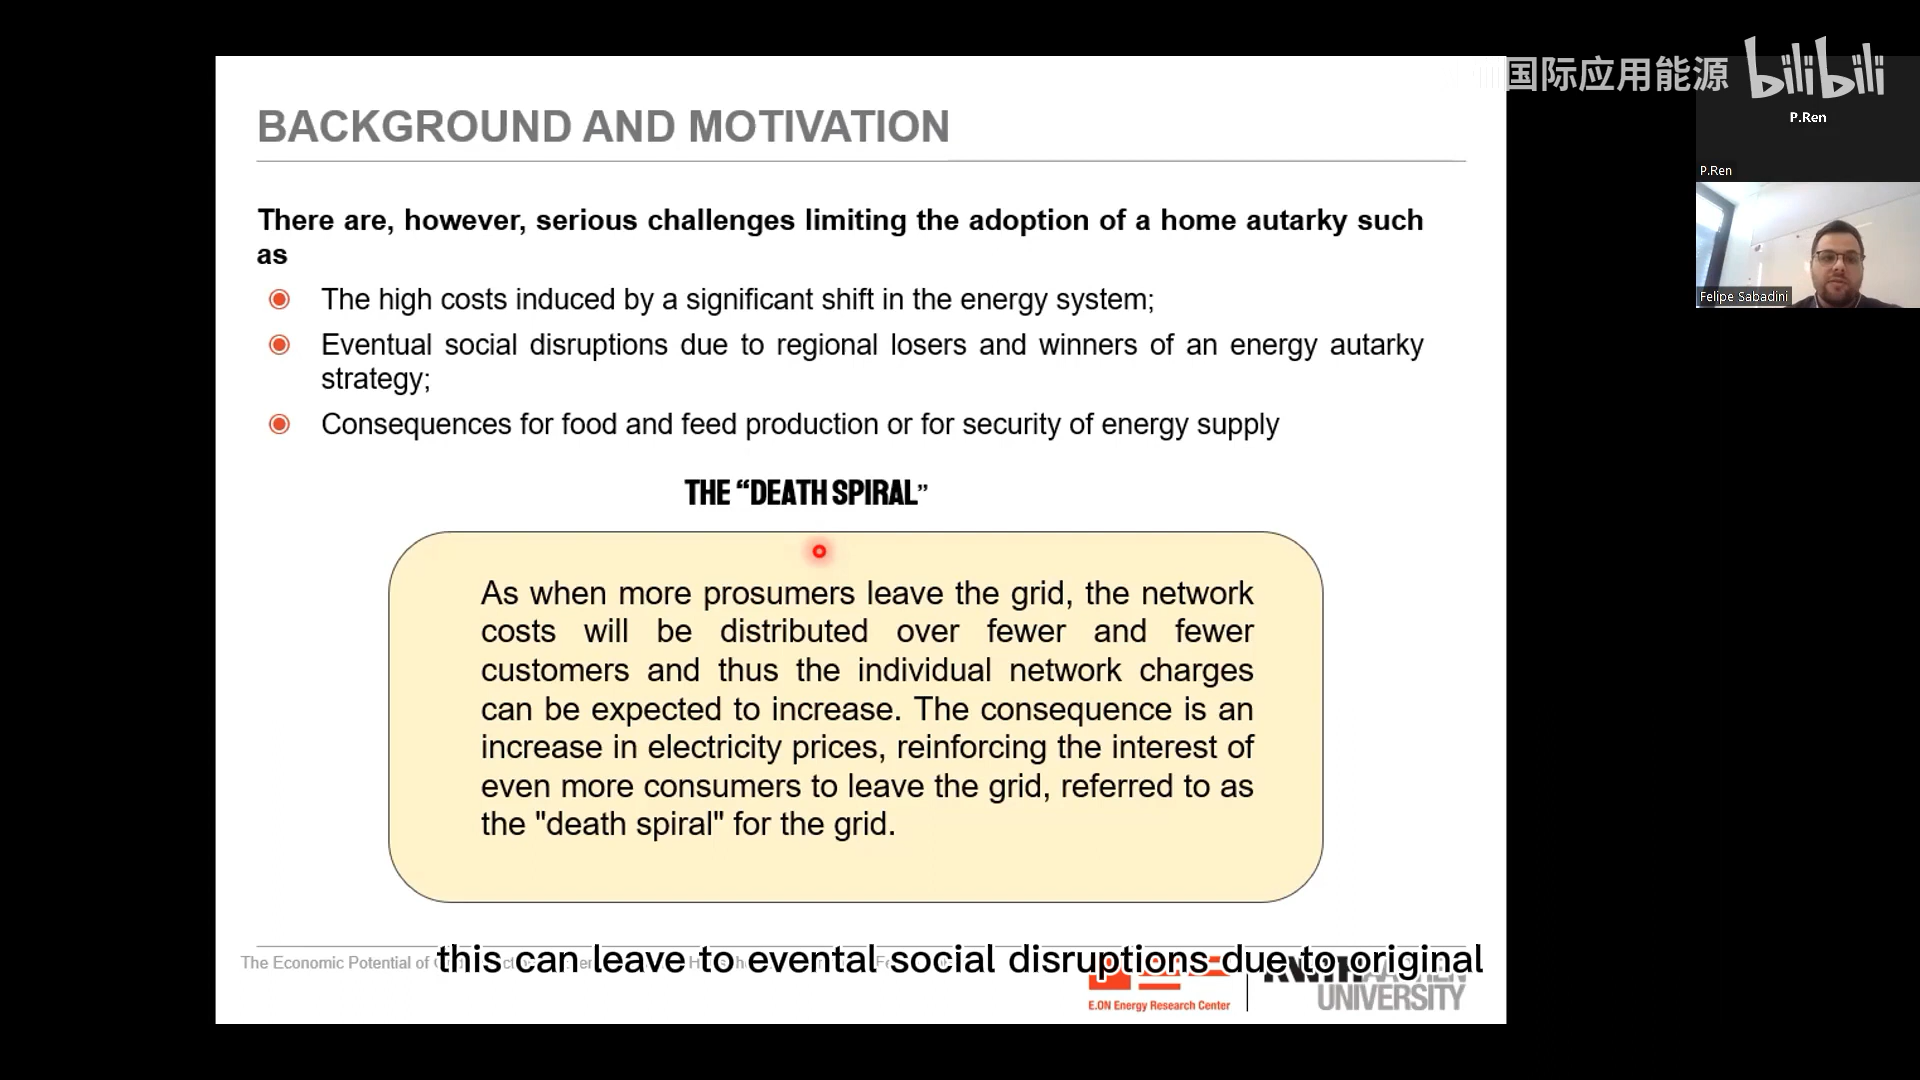 国际应用能源 bilibili
P.Ren
P.Ren
Felipe Sabadini
BACKGROUND AND MOTIVATION
There are, however, serious challenges limiting the adoption of a home autarky such
as
The high costs induced by a significant shift in the energy system;
Eventual social disruptions due to regional losers and winners of an energy autarky
strategy;
Consequences for food and feed production or for security of energy supply
THE “DEATH SPIRAL”
As when more prosumers leave the grid, the network
costs will be distributed over fewer and fewer
customers and thus the individual network charges
can be expected to increase. The consequence is an
increase in electricity prices, reinforcing the interest of
even more consumers to leave the grid, referred to as
the "death spiral" for the grid.
The Economic Potential of
this can leave to evental social disruptions due to original
E.ON Energy Research Center
UNIVERSITY